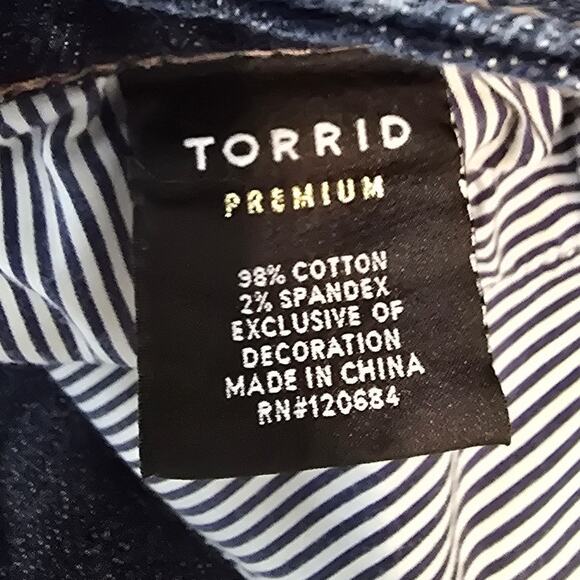 TORRID
PREMIUM
98% COTTON
2% SPANDEX
EXCLUSIVE OF
DECORATION
MADE IN CHINA
RN#120684